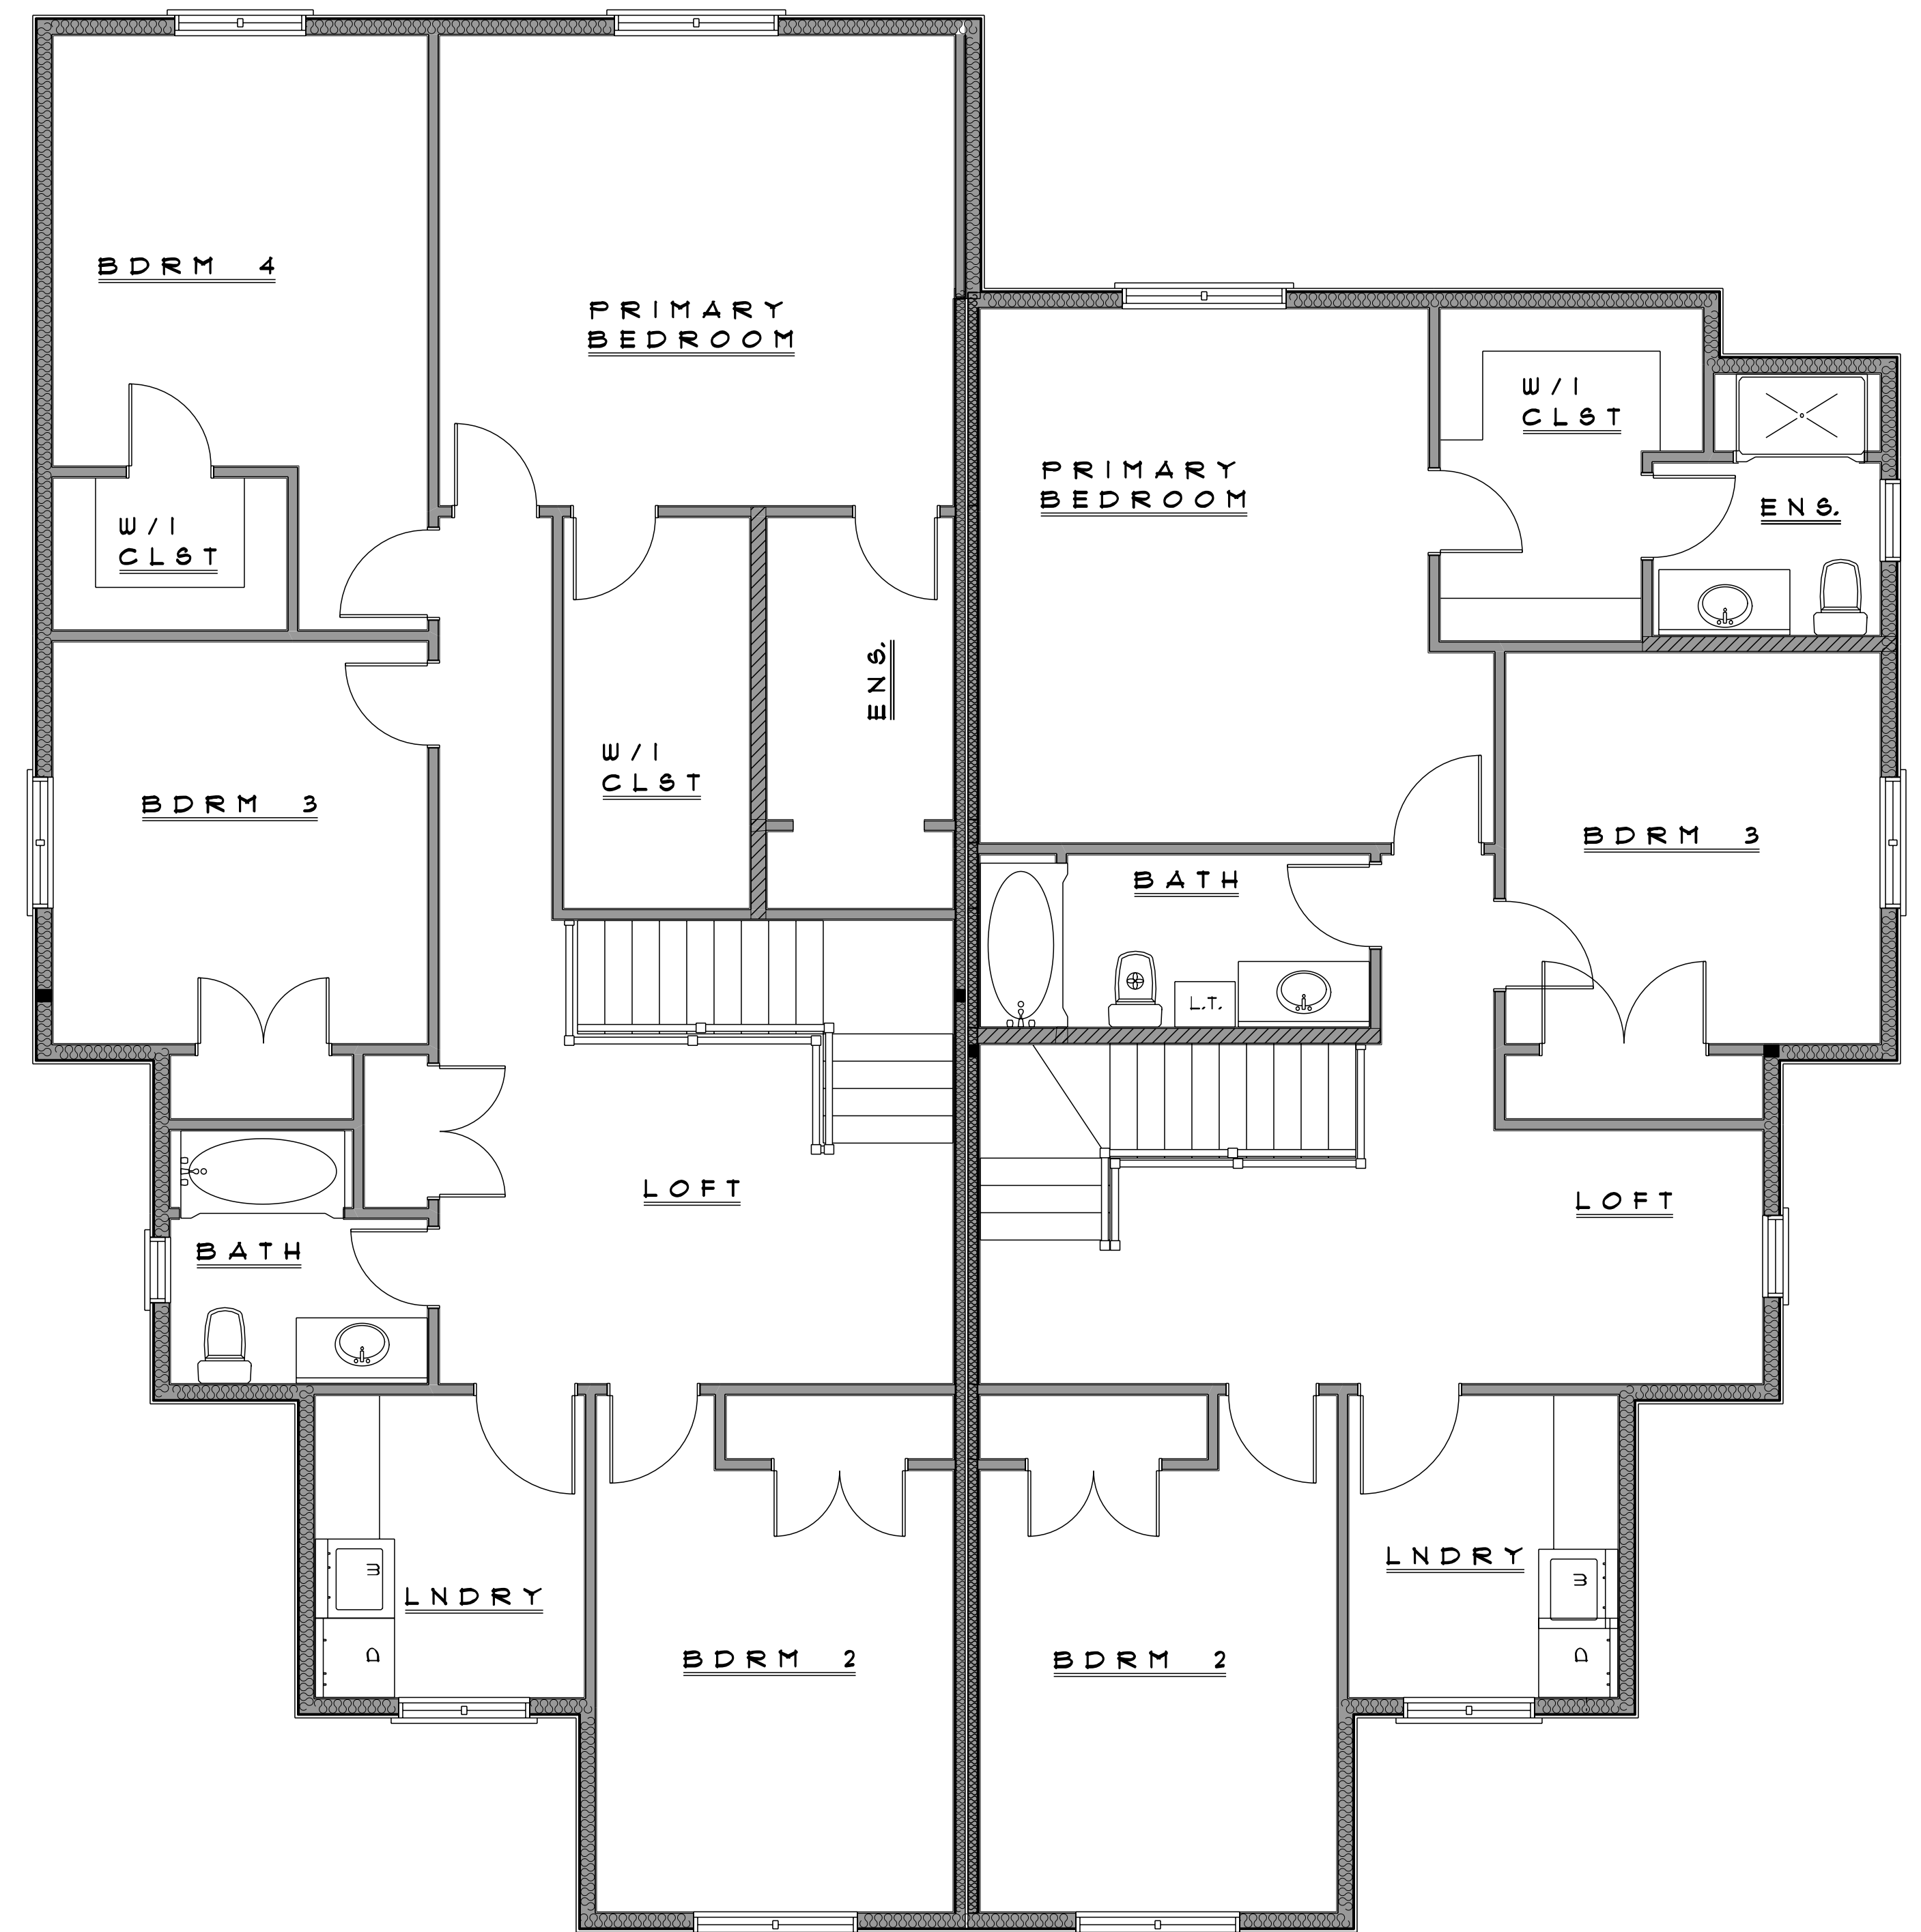 BDRM 4
PRIMARY
BEDROOM
W/I
CLST
W/I
CLST
ENS.
BDRM 3
BATH
LOFT
W
D
LNDRY
BDRM 2
PRIMARY
BEDROOM
W/I
CLST
ENS.
BDRM 3
BATH
L.T.
LOFT
BDRM 2
LNDRY
W
D